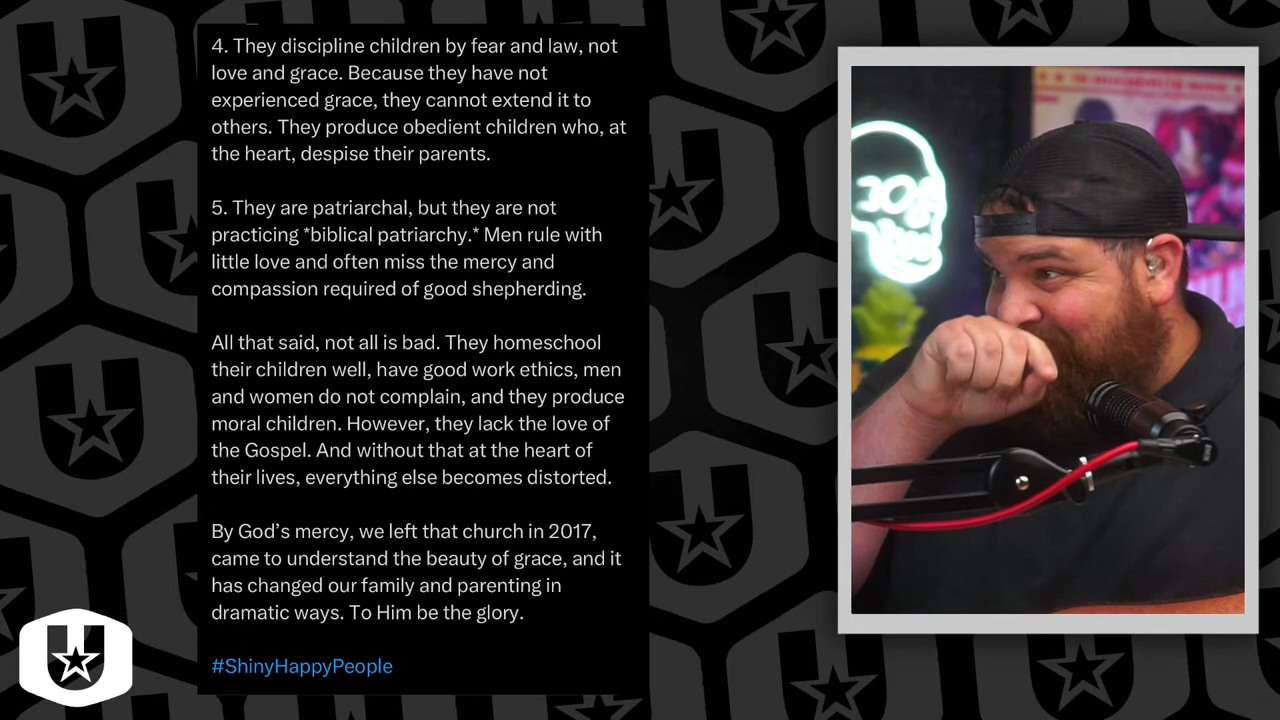 4. They discipline children by fear and law, not
love and grace. Because they have not
experienced grace, they cannot extend it to
others. They produce obedient children who, at
the heart, despise their parents.
5. They are patriarchal, but they are not
practicing *biblical patriarchy.* Men rule with
little love and often miss the mercy and
compassion required of good shepherding.
All that said, not all is bad. They homeschool
their children well, have good work ethics, men
and women do not complain, and they produce
moral children. However, they lack the love of
the Gospel. And without that at the heart of
their lives, everything else becomes distorted.
By God’s mercy, we left that church in 2017,
came to understand the beauty of grace, and it
has changed our family and parenting in
dramatic ways. To Him be the glory.
#ShinyHappyPeople